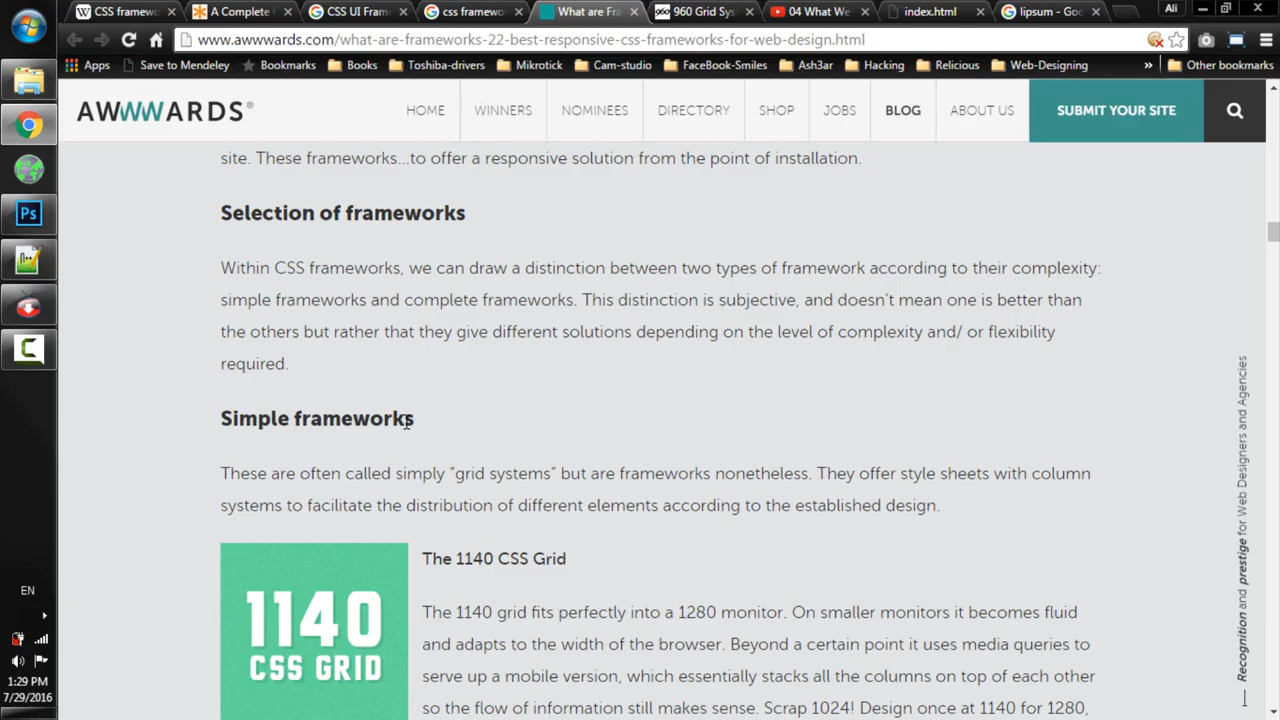 CSS framew
A Complete
CSS UI Fram
css framew
What are Fra
960 Grid Sys
04 What We
index.html
lipsum - Goo
Ali
www.awwwards.com/what-are-frameworks-22-best-responsive-css-frameworks-for-web-design.html
Apps
Save to Mendeley
Bookmarks
Books
Toshiba-drivers
Mikrotick
Cam-studio
FaceBook-Smiles
Ash3ar
Hacking
Relicious
Web-Designing
»
Other bookmarks
AWWWARDS®
HOME
WINNERS
NOMINEES
DIRECTORY
SHOP
JOBS
BLOG
ABOUT US
SUBMIT YOUR SITE
site. These frameworks...to offer a responsive solution from the point of installation.
Selection of frameworks
Within CSS frameworks, we can draw a distinction between two types of framework according to their complexity:
simple frameworks and complete frameworks. This distinction is subjective, and doesn't mean one is better than
the others but rather that they give different solutions depending on the level of complexity and/ or flexibility
required.
Simple frameworks
These are often called simply “grid systems” but are frameworks nonetheless. They offer style sheets with column
systems to facilitate the distribution of different elements according to the established design.
1140
CSS GRID
The 1140 CSS Grid
The 1140 grid fits perfectly into a 1280 monitor. On smaller monitors it becomes fluid
and adapts to the width of the browser. Beyond a certain point it uses media queries to
serve up a mobile version, which essentially stacks all the columns on top of each other
so the flow of information still makes sense. Scrap 1024! Design once at 1140 for 1280,
Recognition and prestige for Web Designers and Agencies
Ps
EN
1:29 PM
7/29/2016